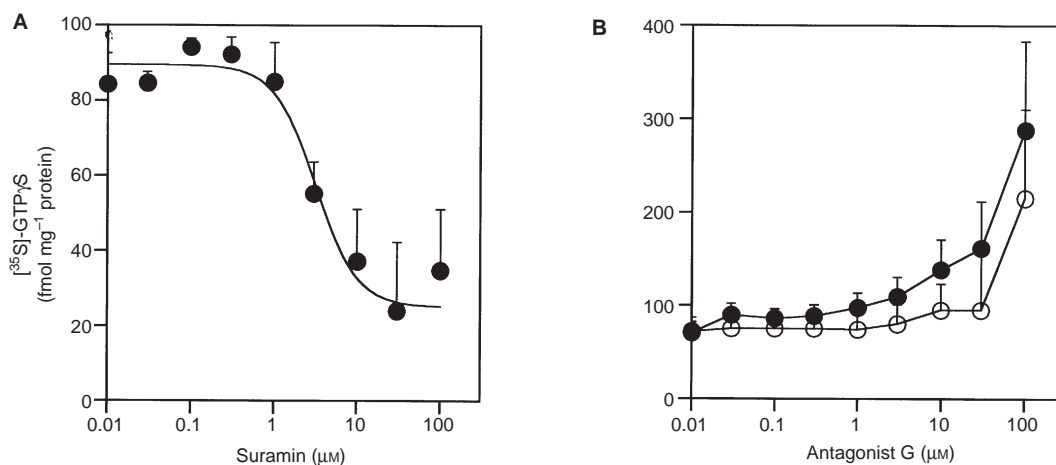 A
[³⁵S]-GTPγS
(fmol mg⁻¹ protein)
100
80
60
40
20
0
0.01 0.1 1 10 100
Suramin (μM)
B
400
300
200
100
0
0.01 0.1 1 10 100
Antagonist G (μM)